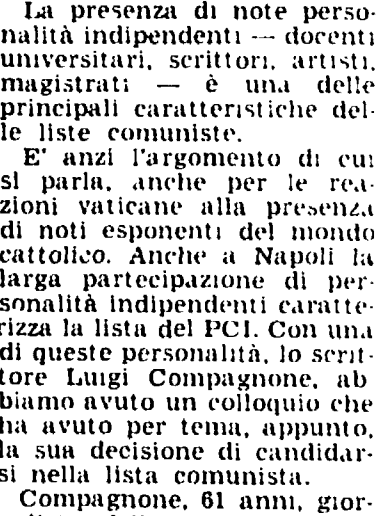 La presenza di note perso-
nalità indipendenti — docenti
universitari, scrittori, artisti,
magistrati — è una delle
principali caratteristiche del-
le liste comuniste.
E' anzi l'argomento di cui
si parla, anche per le rea-
zioni vaticane alla presenza
di noti esponenti del mondo
cattolico. Anche a Napoli la
larga partecipazione di per-
sonalità indipendenti caratte-
rizza la lista del PCI. Con una
di queste personalità, lo scrit-
tore Luigi Compagnone, ab
biamo avuto un colloquio che
ha avuto per tema, appunto,
la sua decisione di candidar-
si nella lista comunista.
Compagnone, 61 anni, gior-